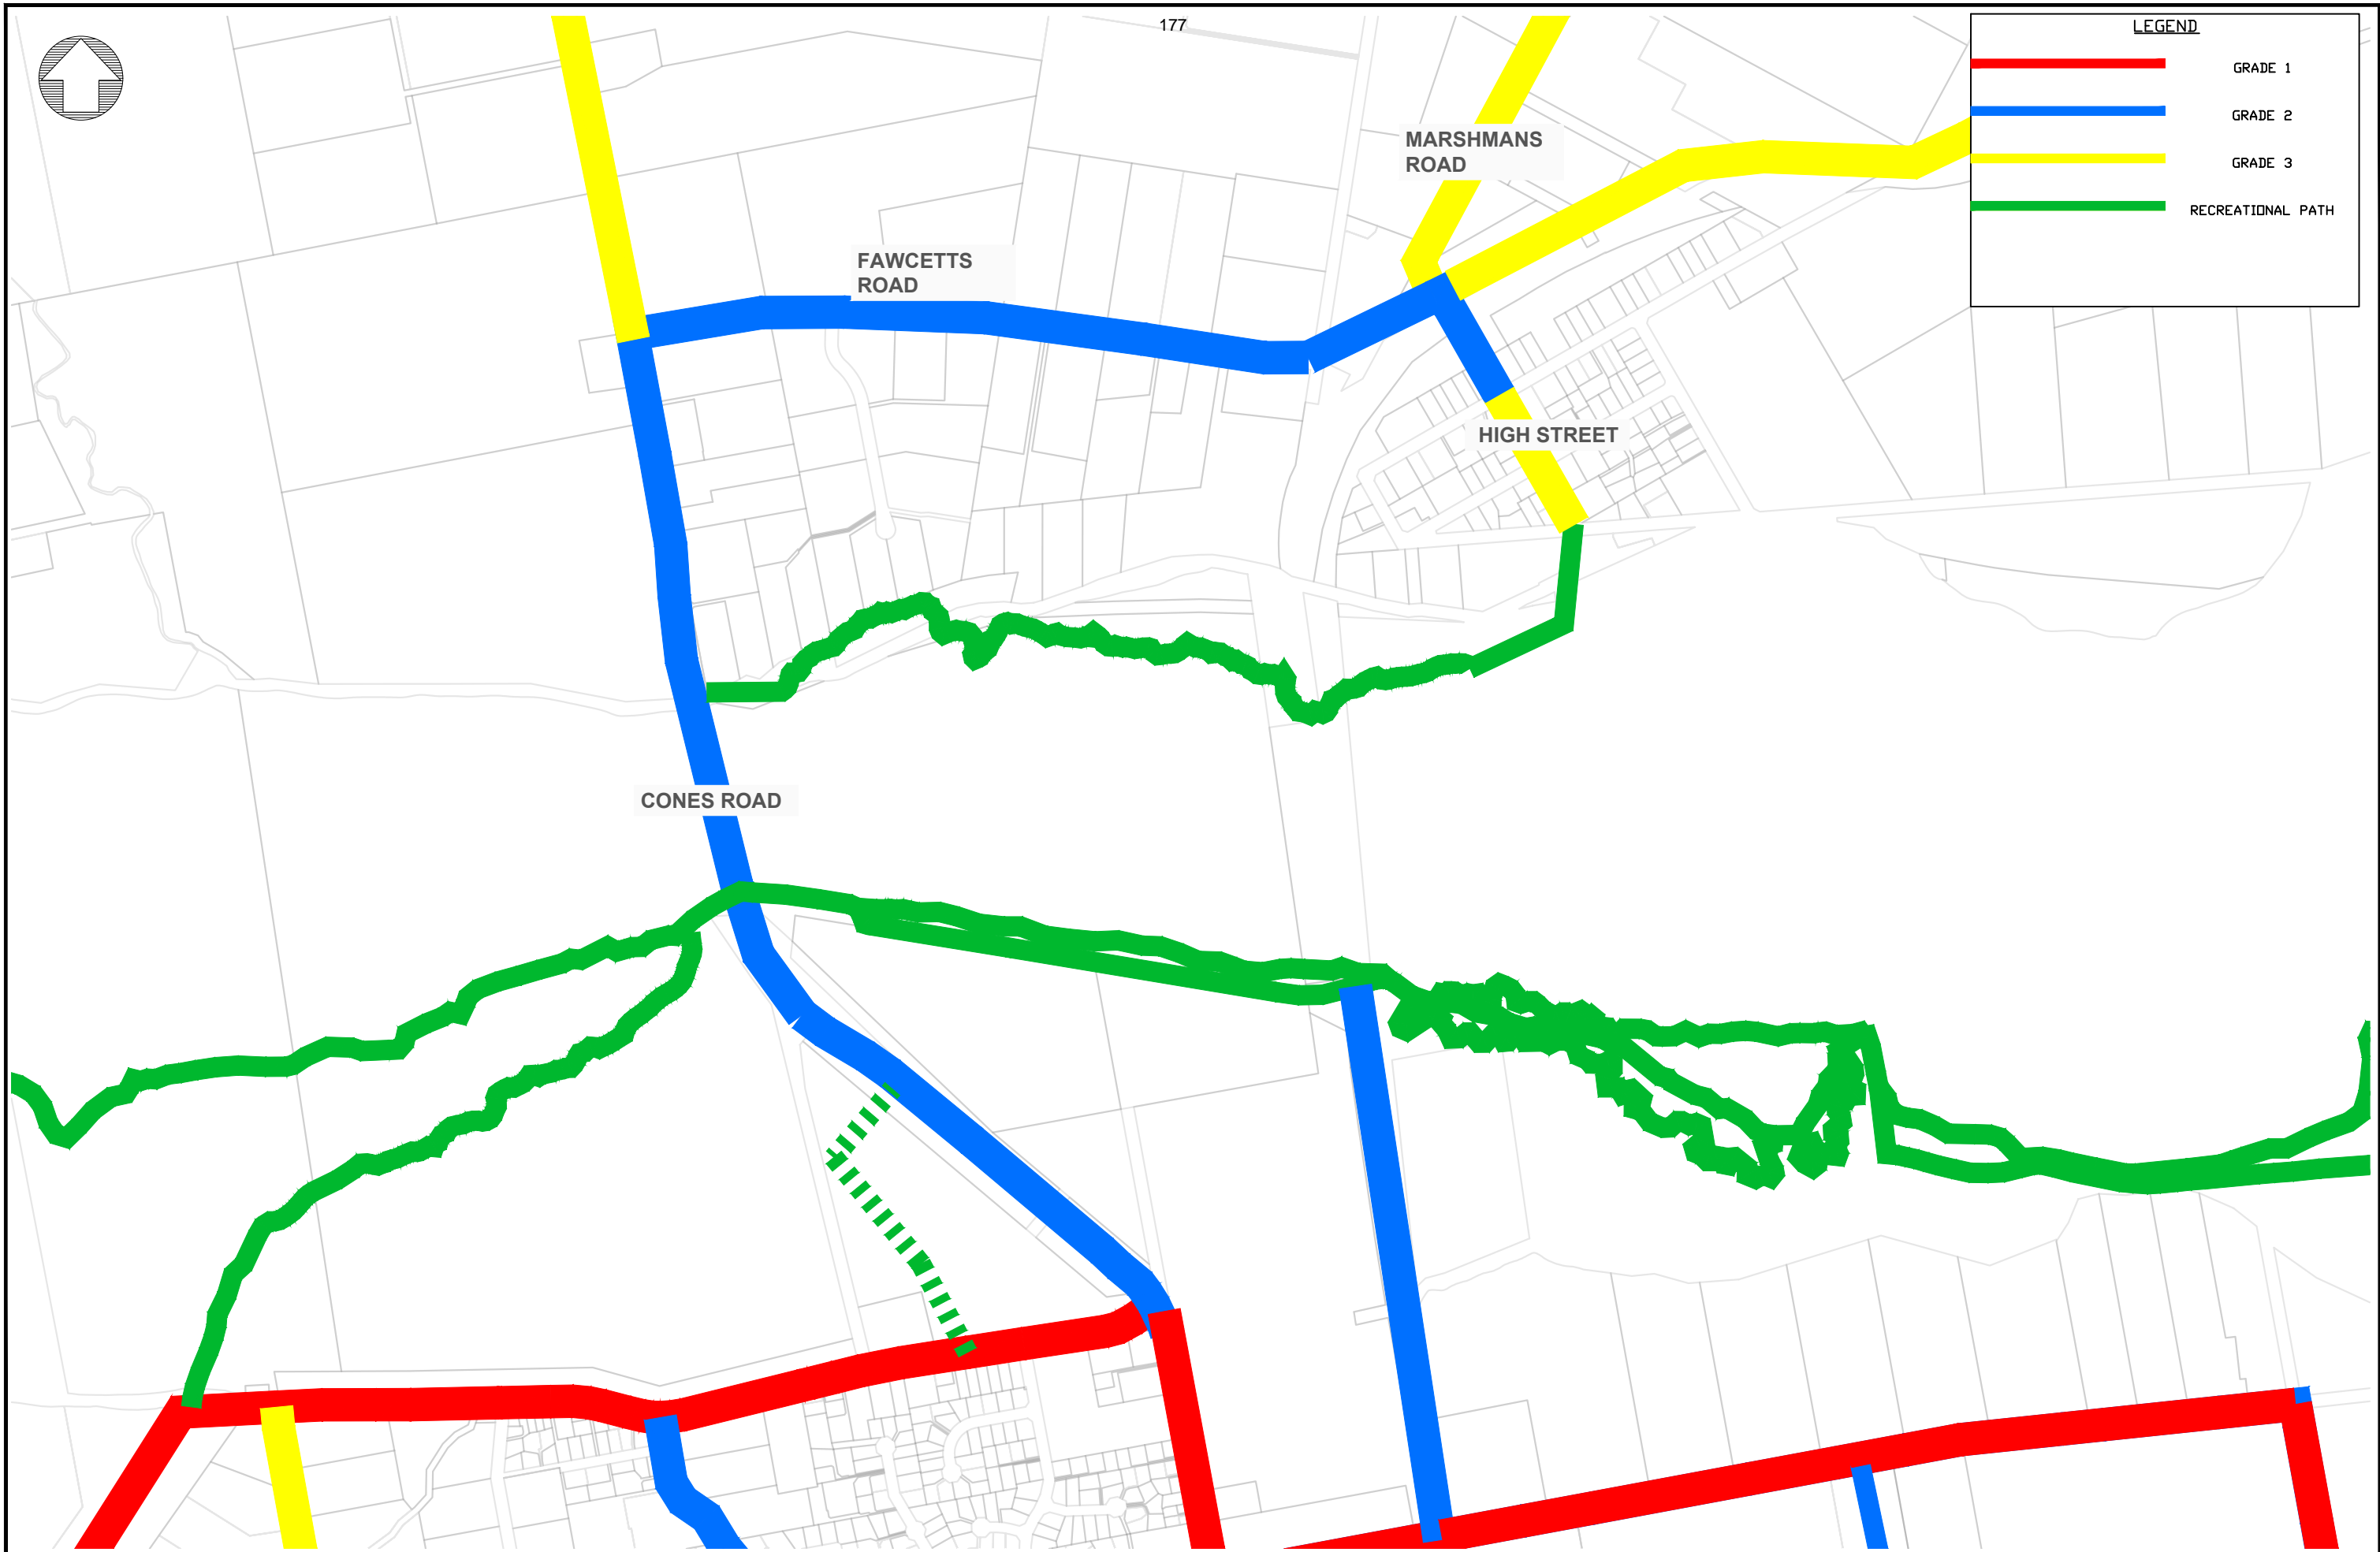 177
LEGEND
GRADE 1
GRADE 2
GRADE 3
RECREATIONAL PATH
MARSHMANS
ROAD
FAWCETTS
ROAD
HIGH STREET
CONES ROAD